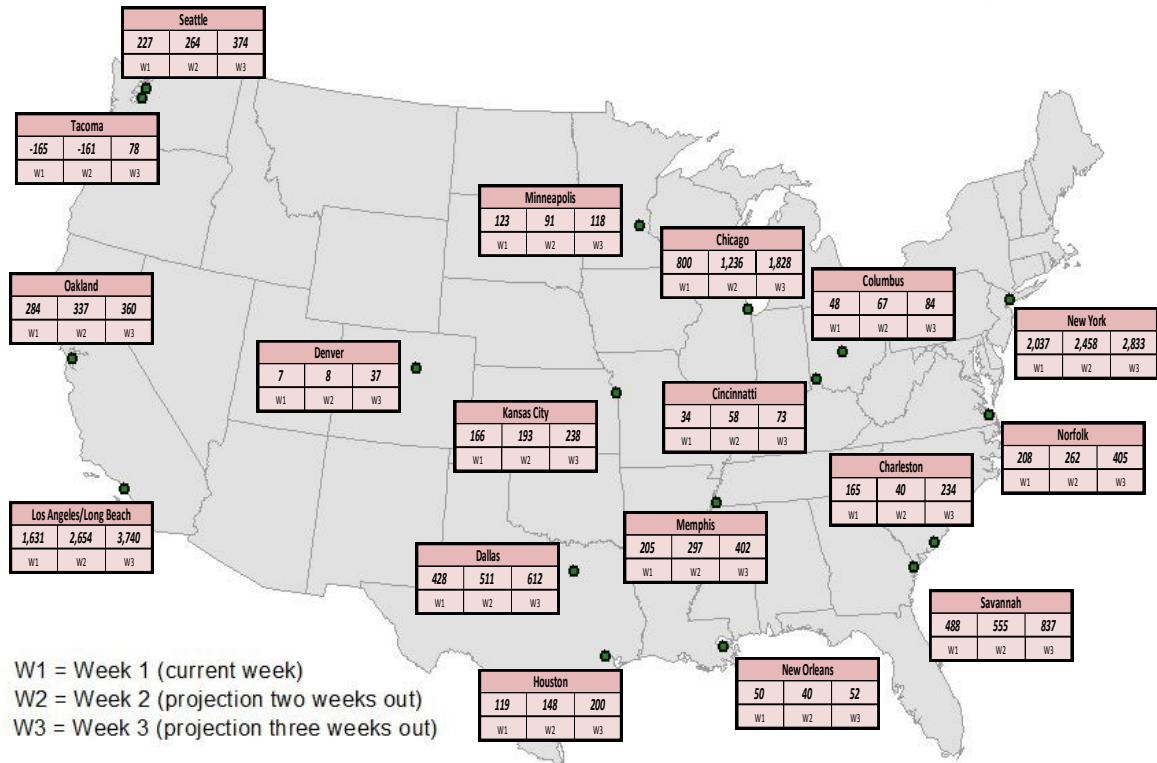 Seattle
227 264 374
W1 W2 W3
Tacoma
-165 -161 78
W1 W2 W3
Minneapolis
123 91 118
W1 W2 W3
Chicago
800 1,236 1,828
W1 W2 W3
Oakland
284 337 360
W1 W2 W3
Columbus
48 67 84
W1 W2 W3
New York
2,037 2,458 2,833
W1 W2 W3
Denver
7 8 37
W1 W2 W3
Cincinnatti
34 58 73
W1 W2 W3
Kansas City
166 193 238
W1 W2 W3
Norfolk
208 262 405
W1 W2 W3
Charleston
165 40 234
W1 W2 W3
Los Angeles/Long Beach
1,631 2,654 3,740
W1 W2 W3
Memphis
205 297 402
W1 W2 W3
Dallas
428 511 612
W1 W2 W3
Savannah
488 555 837
W1 W2 W3
New Orleans
50 40 52
W1 W2 W3
Houston
119 148 200
W1 W2 W3
W1 = Week 1 (current week)
W2 = Week 2 (projection two weeks out)
W3 = Week 3 (projection three weeks out)